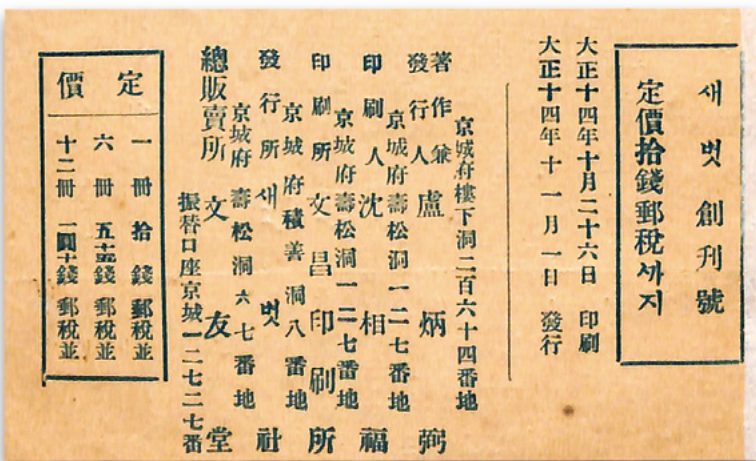 새벗 創刊號
定價拾錢郵稅ᄭᅡ지
大正十四年十月二十六日 印刷
大正十四年十一月一日 發行
京城府樓下洞二百六十四番地
著作兼發行人 盧炳弼
京城府壽松洞一二七番地
印刷人 沈相福
京城府壽松洞一二七番地
印刷所 文昌印刷所
京城府積善洞八番地
發行所 새벗社
京城府壽松洞六七番地
總販賣所 文友堂
振替口座京城一二七二七番
定價
一冊 拾錢 郵稅並
六冊 五十五錢 郵稅並
十二冊 一圓十錢 郵稅並